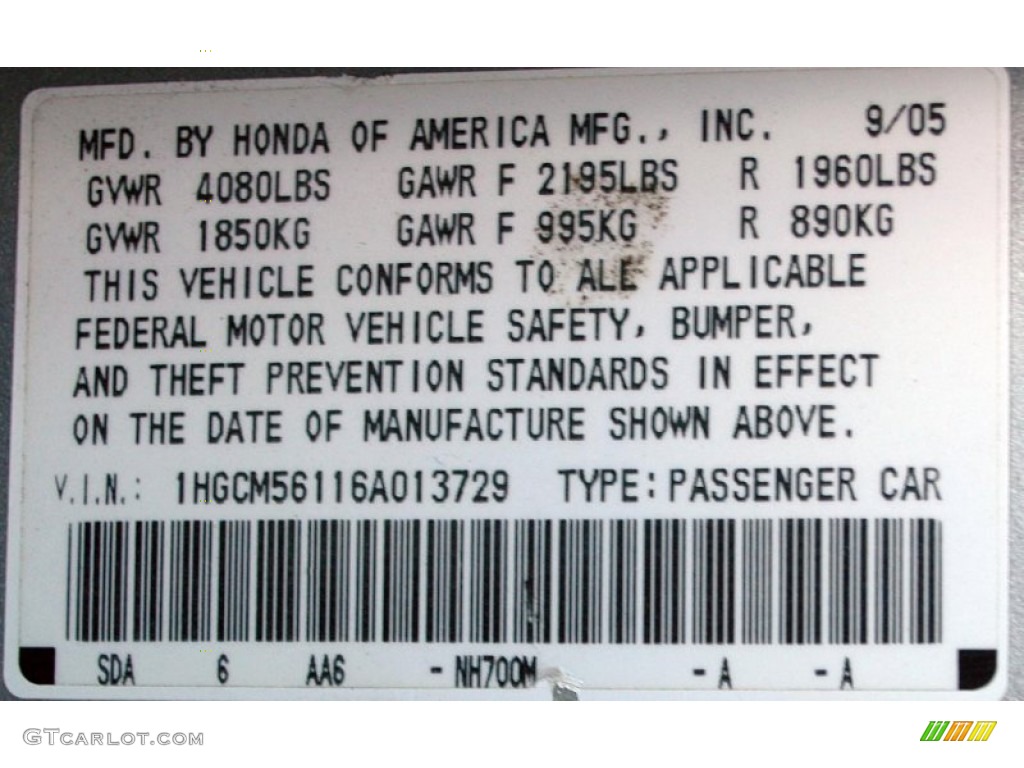 MFD. BY HONDA OF AMERICA MFG., INC. 9/05
GVWR 4080LBS GAWR F 2195LBS R 1960LBS
GVWR 1850KG GAWR F 995KG R 890KG
THIS VEHICLE CONFORMS TO ALL APPLICABLE
FEDERAL MOTOR VEHICLE SAFETY, BUMPER,
AND THEFT PREVENTION STANDARDS IN EFFECT
ON THE DATE OF MANUFACTURE SHOWN ABOVE.
V.I.N.: 1HGCM56116A013729 TYPE: PASSENGER CAR
SDA 6 AA6 - NH700M - A - A
GTCARLOT.COM